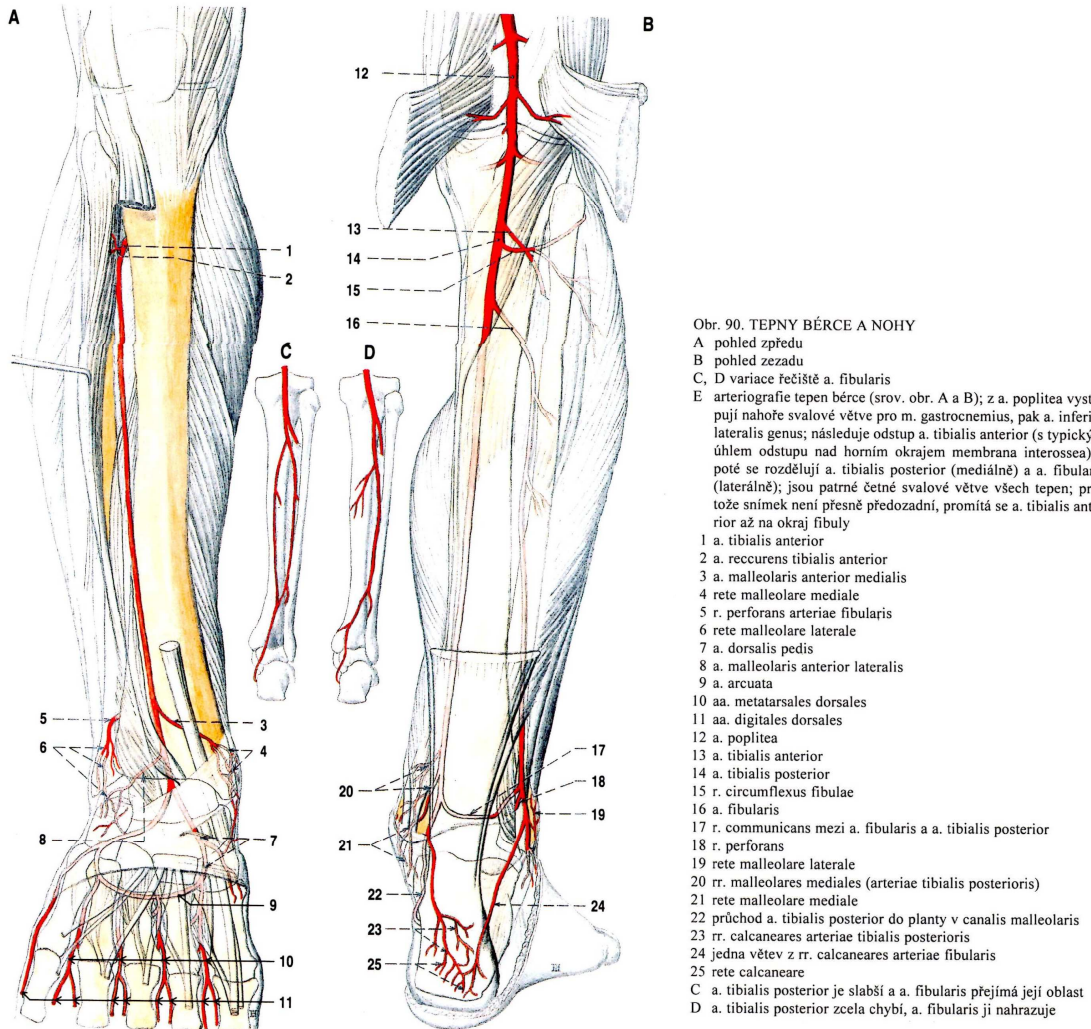 A
B
12
13
14
15
16
1
2
C
D
5
6
3
4
8
7
9
10
11
17
18
19
20
21
22
23
24
25
Obr. 90. TEPNY BÉRCE A NOHY
A pohled zpředu
B pohled zezadu
C, D variace řečiště a. fibularis
E arteriografie tepen bérce (srov. obr. A a B); z a. poplitea vyst
pují nahoře svalové větve pro m. gastrocnemius, pak a. inferi
lateralis genus; následuje odstup a. tibialis anterior (s typický
úhlem odstupu nad horním okrajem membrana interossea)
poté se rozdělují a. tibialis posterior (mediálně) a a. fibular
(laterálně); jsou patrné četné svalové větve všech tepen; pr
tože snímek není přesně předozadní, promítá se a. tibialis ant
rior až na okraj fibuly
1 a. tibialis anterior
2 a. reccurens tibialis anterior
3 a. malleolaris anterior medialis
4 rete malleolare mediale
5 r. perforans arteriae fibularis
6 rete malleolare laterale
7 a. dorsalis pedis
8 a. malleolaris anterior lateralis
9 a. arcuata
10 aa. metatarsales dorsales
11 aa. digitales dorsales
12 a. poplitea
13 a. tibialis anterior
14 a. tibialis posterior
15 r. circumflexus fibulae
16 a. fibularis
17 r. communicans mezi a. fibularis a a. tibialis posterior
18 r. perforans
19 rete malleolare laterale
20 rr. malleolares mediales (arteriae tibialis posterioris)
21 rete malleolare mediale
22 průchod a. tibialis posterior do planty v canalis malleolaris
23 rr. calcaneares arteriae tibialis posterioris
24 jedna větev z rr. calcaneares arteriae fibularis
25 rete calcaneare
C a. tibialis posterior je slabší a a. fibularis přejímá její oblast
D a. tibialis posterior zcela chybí, a. fibularis ji nahrazuje